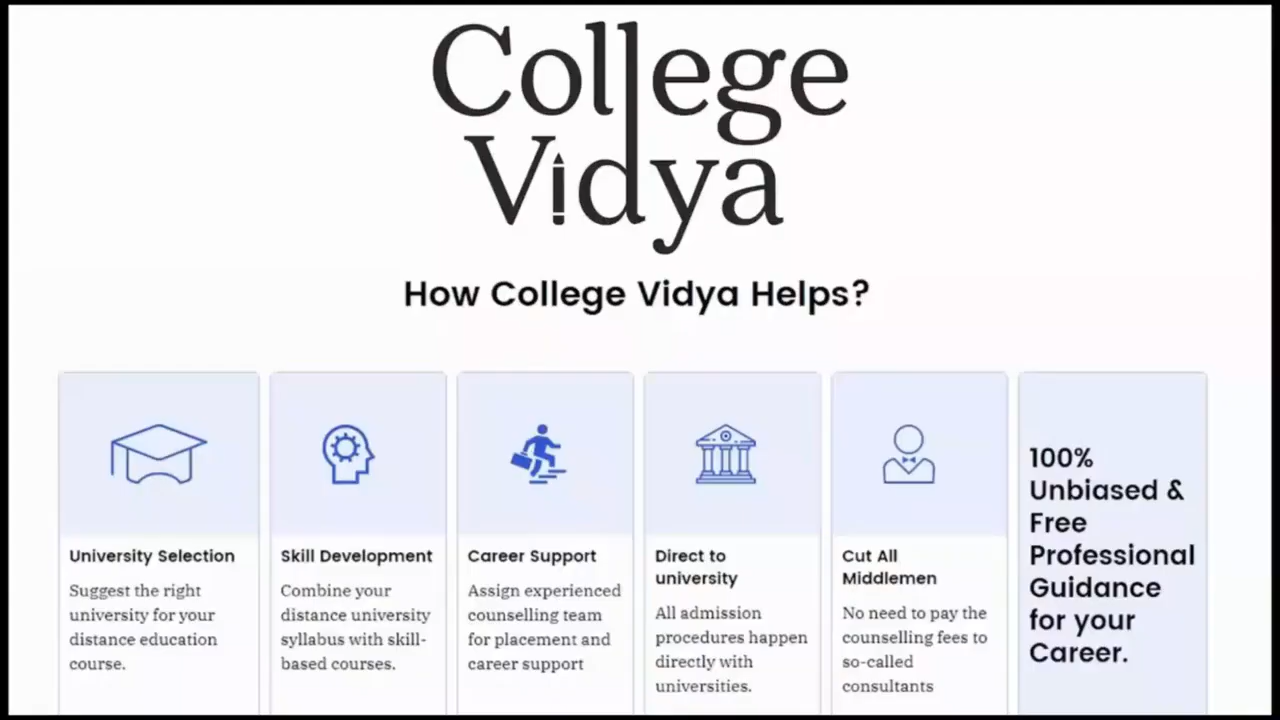 College
Vidya
How College Vidya Helps?
University Selection
Suggest the right
university for your
distance education
course.
Skill Development
Combine your
distance university
syllabus with skill-
based courses.
Career Support
Assign experienced
counselling team
for placement and
career support
Direct to
university
All admission
procedures happen
directly with
universities.
Cut All
Middlemen
No need to pay the
counselling fees to
so-called
consultants
100%
Unbiased &
Free
Professional
Guidance
for your
Career.